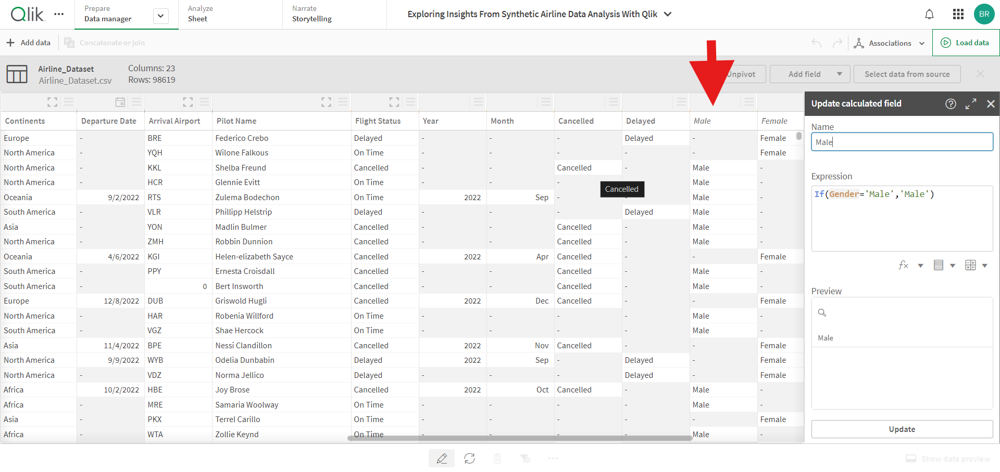 Qlik
Prepare
Data manager
Analyze
Sheet
Narrate
Storytelling
Exploring Insights From Synthetic Airline Data Analysis With Qlik
BR
Add data
Concatenate or join
Associations
Load data
Airline_Dataset
Airline_Dataset.csv
Columns: 23
Rows: 98619
Unpivot
Add field
Select data from source
Continents Departure Date Arrival Airport Pilot Name Flight Status Year Month Cancelled Delayed Male Female
Europe - BRE Federico Crebo Delayed - - - Delayed - Female
North America - YQH Wilone Falkous On Time - - - - - Female
North America - KKL Shelba Freund Cancelled - - Cancelled - Male -
North America - HCR Glennie Evitt On Time - - - Male -
Cancelled
Oceania 9/2/2022 RTS Zulema Bodechon On Time 2022 Sep - - Male -
South America - VLR Phillipp Helstrip Delayed - - - Delayed Male -
Asia - YON Madlin Bulmer Cancelled - - Cancelled - Male -
North America - ZMH Robbin Dunnion Cancelled - - Cancelled - Male -
Oceania 4/6/2022 KGI Helen-elizabeth Sayce Cancelled 2022 Apr Cancelled - - Female
South America - PPY Ernesta Croisdall Cancelled - - Cancelled - Male -
South America - 0 Bert Insworth Cancelled - - Cancelled - Male -
Europe 12/8/2022 DUB Griswold Hugli Cancelled 2022 Dec Cancelled - - Female
North America - HAR Robenia Willford On Time - - - - Male -
South America - VGZ Shae Hercock On Time - - - - Male -
Asia 11/4/2022 BPE Nessi Clandillon Cancelled 2022 Nov Cancelled - - Female
North America 9/9/2022 WYB Odelia Dunbabin Delayed 2022 Sep - Delayed - Female
North America - VDZ Norma Jellico Delayed - - - Delayed - Female
Africa 10/2/2022 HBE Joy Brose Cancelled 2022 Oct Cancelled - Male -
Africa - MRE Samaria Woolway On Time - - - - Male -
Asia - PKX Terrel Carillo On Time - - - - - Female
Africa - WTA Zollie Keynd On Time - - - - Male -
Update calculated field
Name
Male
Expression
If(Gender='Male','Male')
fx
Preview
Male
Update
Show data preview